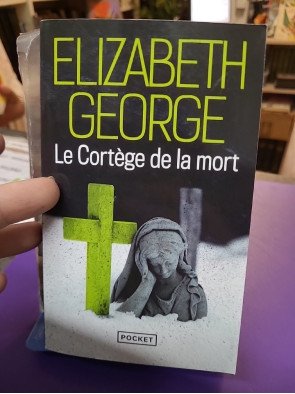 ELIZABETH
GEORGE
Le Cortège de la mort
POCKET